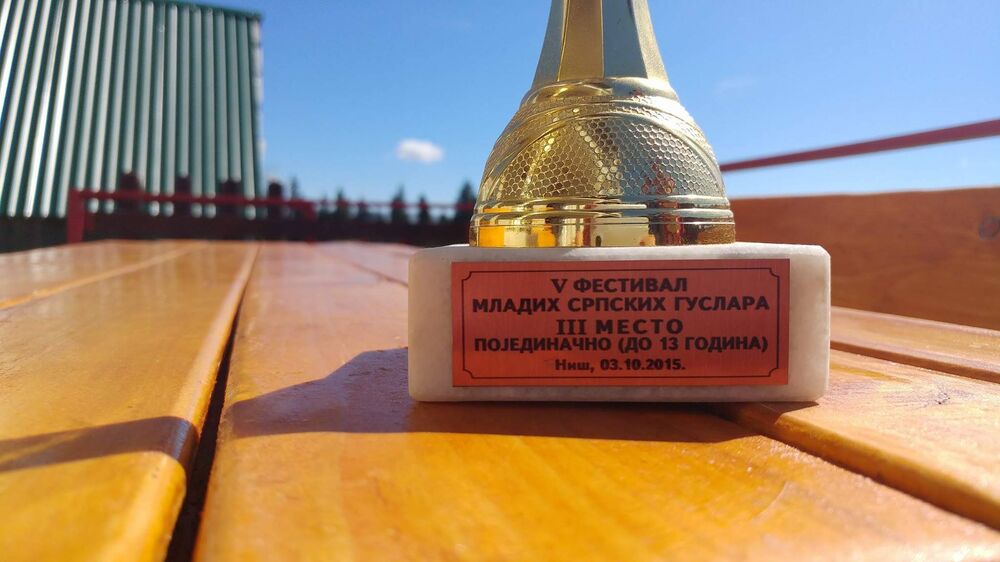 V ФЕСТИВАЛ
МЛАДИХ СРПСКИХ ГУСЛАРА
III МЕСТО
ПОЈЕДИНАЧНО (ДО 13 ГОДИНА)
Ниш, 03.10.2015.